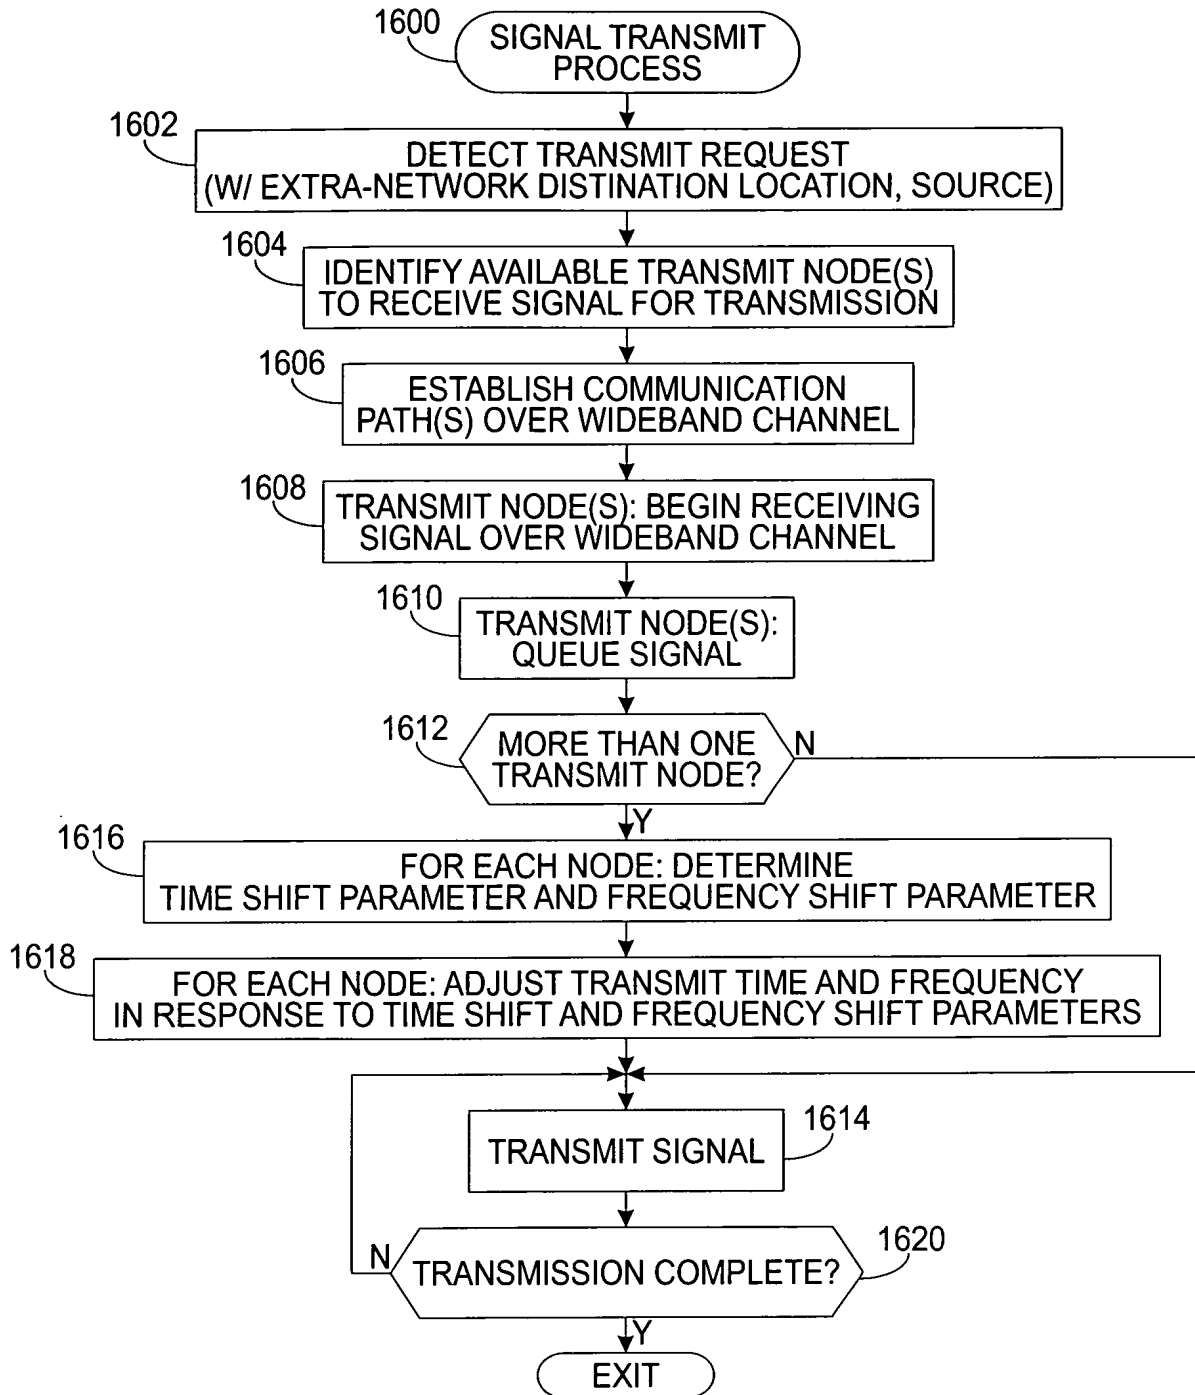 1600
SIGNAL TRANSMIT
PROCESS
1602
DETECT TRANSMIT REQUEST
(W/ EXTRA-NETWORK DISTINATION LOCATION, SOURCE)
1604
IDENTIFY AVAILABLE TRANSMIT NODE(S)
TO RECEIVE SIGNAL FOR TRANSMISSION
1606
ESTABLISH COMMUNICATION
PATH(S) OVER WIDEBAND CHANNEL
1608
TRANSMIT NODE(S): BEGIN RECEIVING
SIGNAL OVER WIDEBAND CHANNEL
1610
TRANSMIT NODE(S):
QUEUE SIGNAL
1612
MORE THAN ONE
TRANSMIT NODE?
N
Y
1616
FOR EACH NODE: DETERMINE
TIME SHIFT PARAMETER AND FREQUENCY SHIFT PARAMETER
1618
FOR EACH NODE: ADJUST TRANSMIT TIME AND FREQUENCY
IN RESPONSE TO TIME SHIFT AND FREQUENCY SHIFT PARAMETERS
1614
TRANSMIT SIGNAL
1620
N
TRANSMISSION COMPLETE?
Y
EXIT